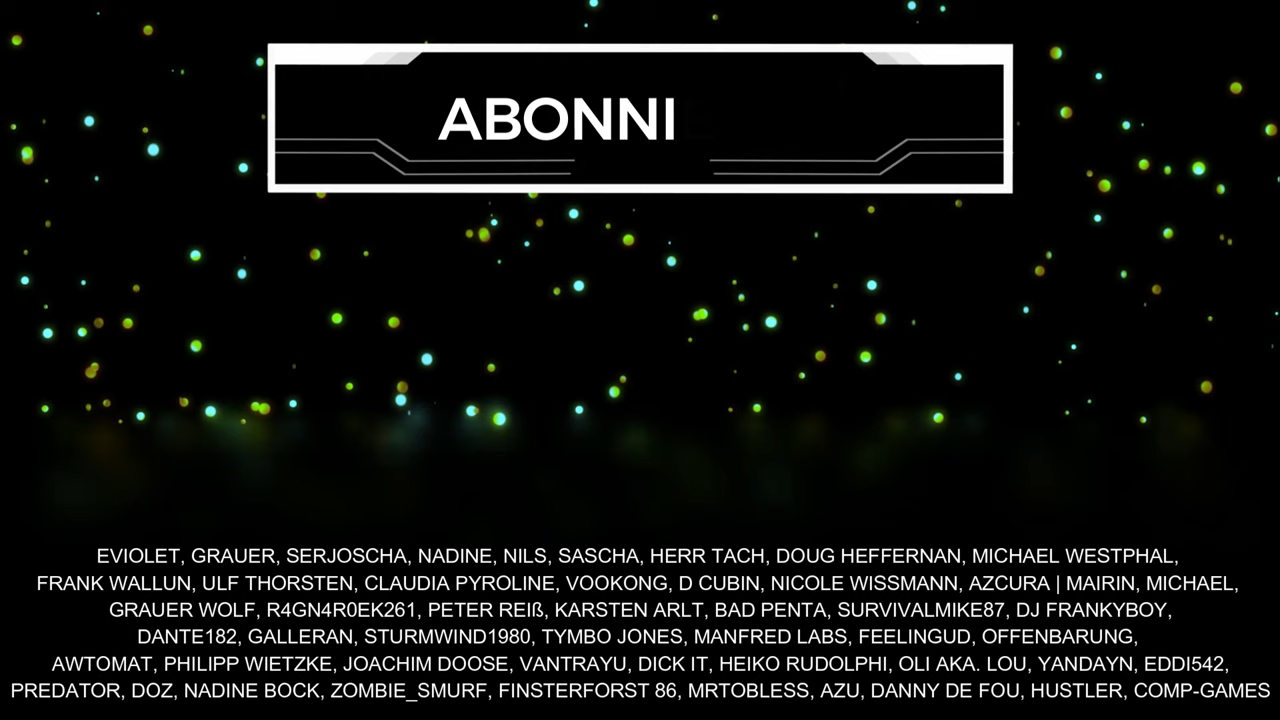 ABONNI
EVIOLET, GRAUER, SERJOSCHA, NADINE, NILS, SASCHA, HERR TACH, DOUG HEFFERNAN, MICHAEL WESTPHAL,
FRANK WALLUN, ULF THORSTEN, CLAUDIA PYROLINE, VOOKONG, D CUBIN, NICOLE WISSMANN, AZCURA | MAIRIN, MICHAEL,
GRAUER WOLF, R4GN4R0EK261, PETER REIß, KARSTEN ARLT, BAD PENTA, SURVIVALMIKE87, DJ FRANKYBOY,
DANTE182, GALLERAN, STURMWIND1980, TYMBO JONES, MANFRED LABS, FEELINGUD, OFFENBARUNG,
AWTOMAT, PHILIPP WIETZKE, JOACHIM DOOSE, VANTRAYU, DICK IT, HEIKO RUDOLPHI, OLI AKA. LOU, YANDAYN, EDDI542,
PREDATOR, DOZ, NADINE BOCK, ZOMBIE_SMURF, FINSTERFORST 86, MRTOBLESS, AZU, DANNY DE FOU, HUSTLER, COMP-GAMES